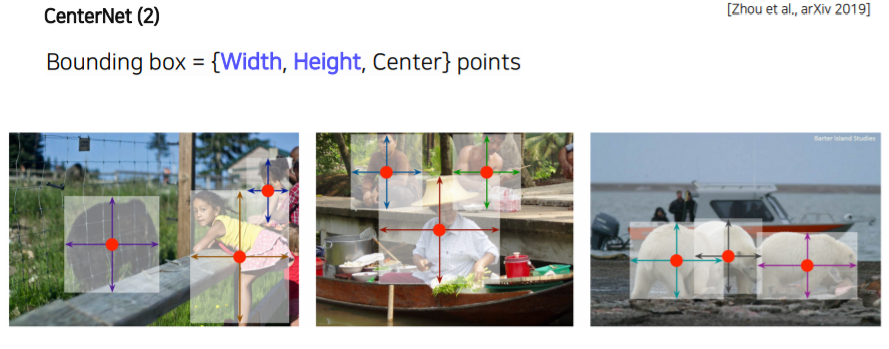 CenterNet (2)
[Zhou et al., arXiv 2019]
Bounding box = {Width, Height, Center} points
Barter Island Studies